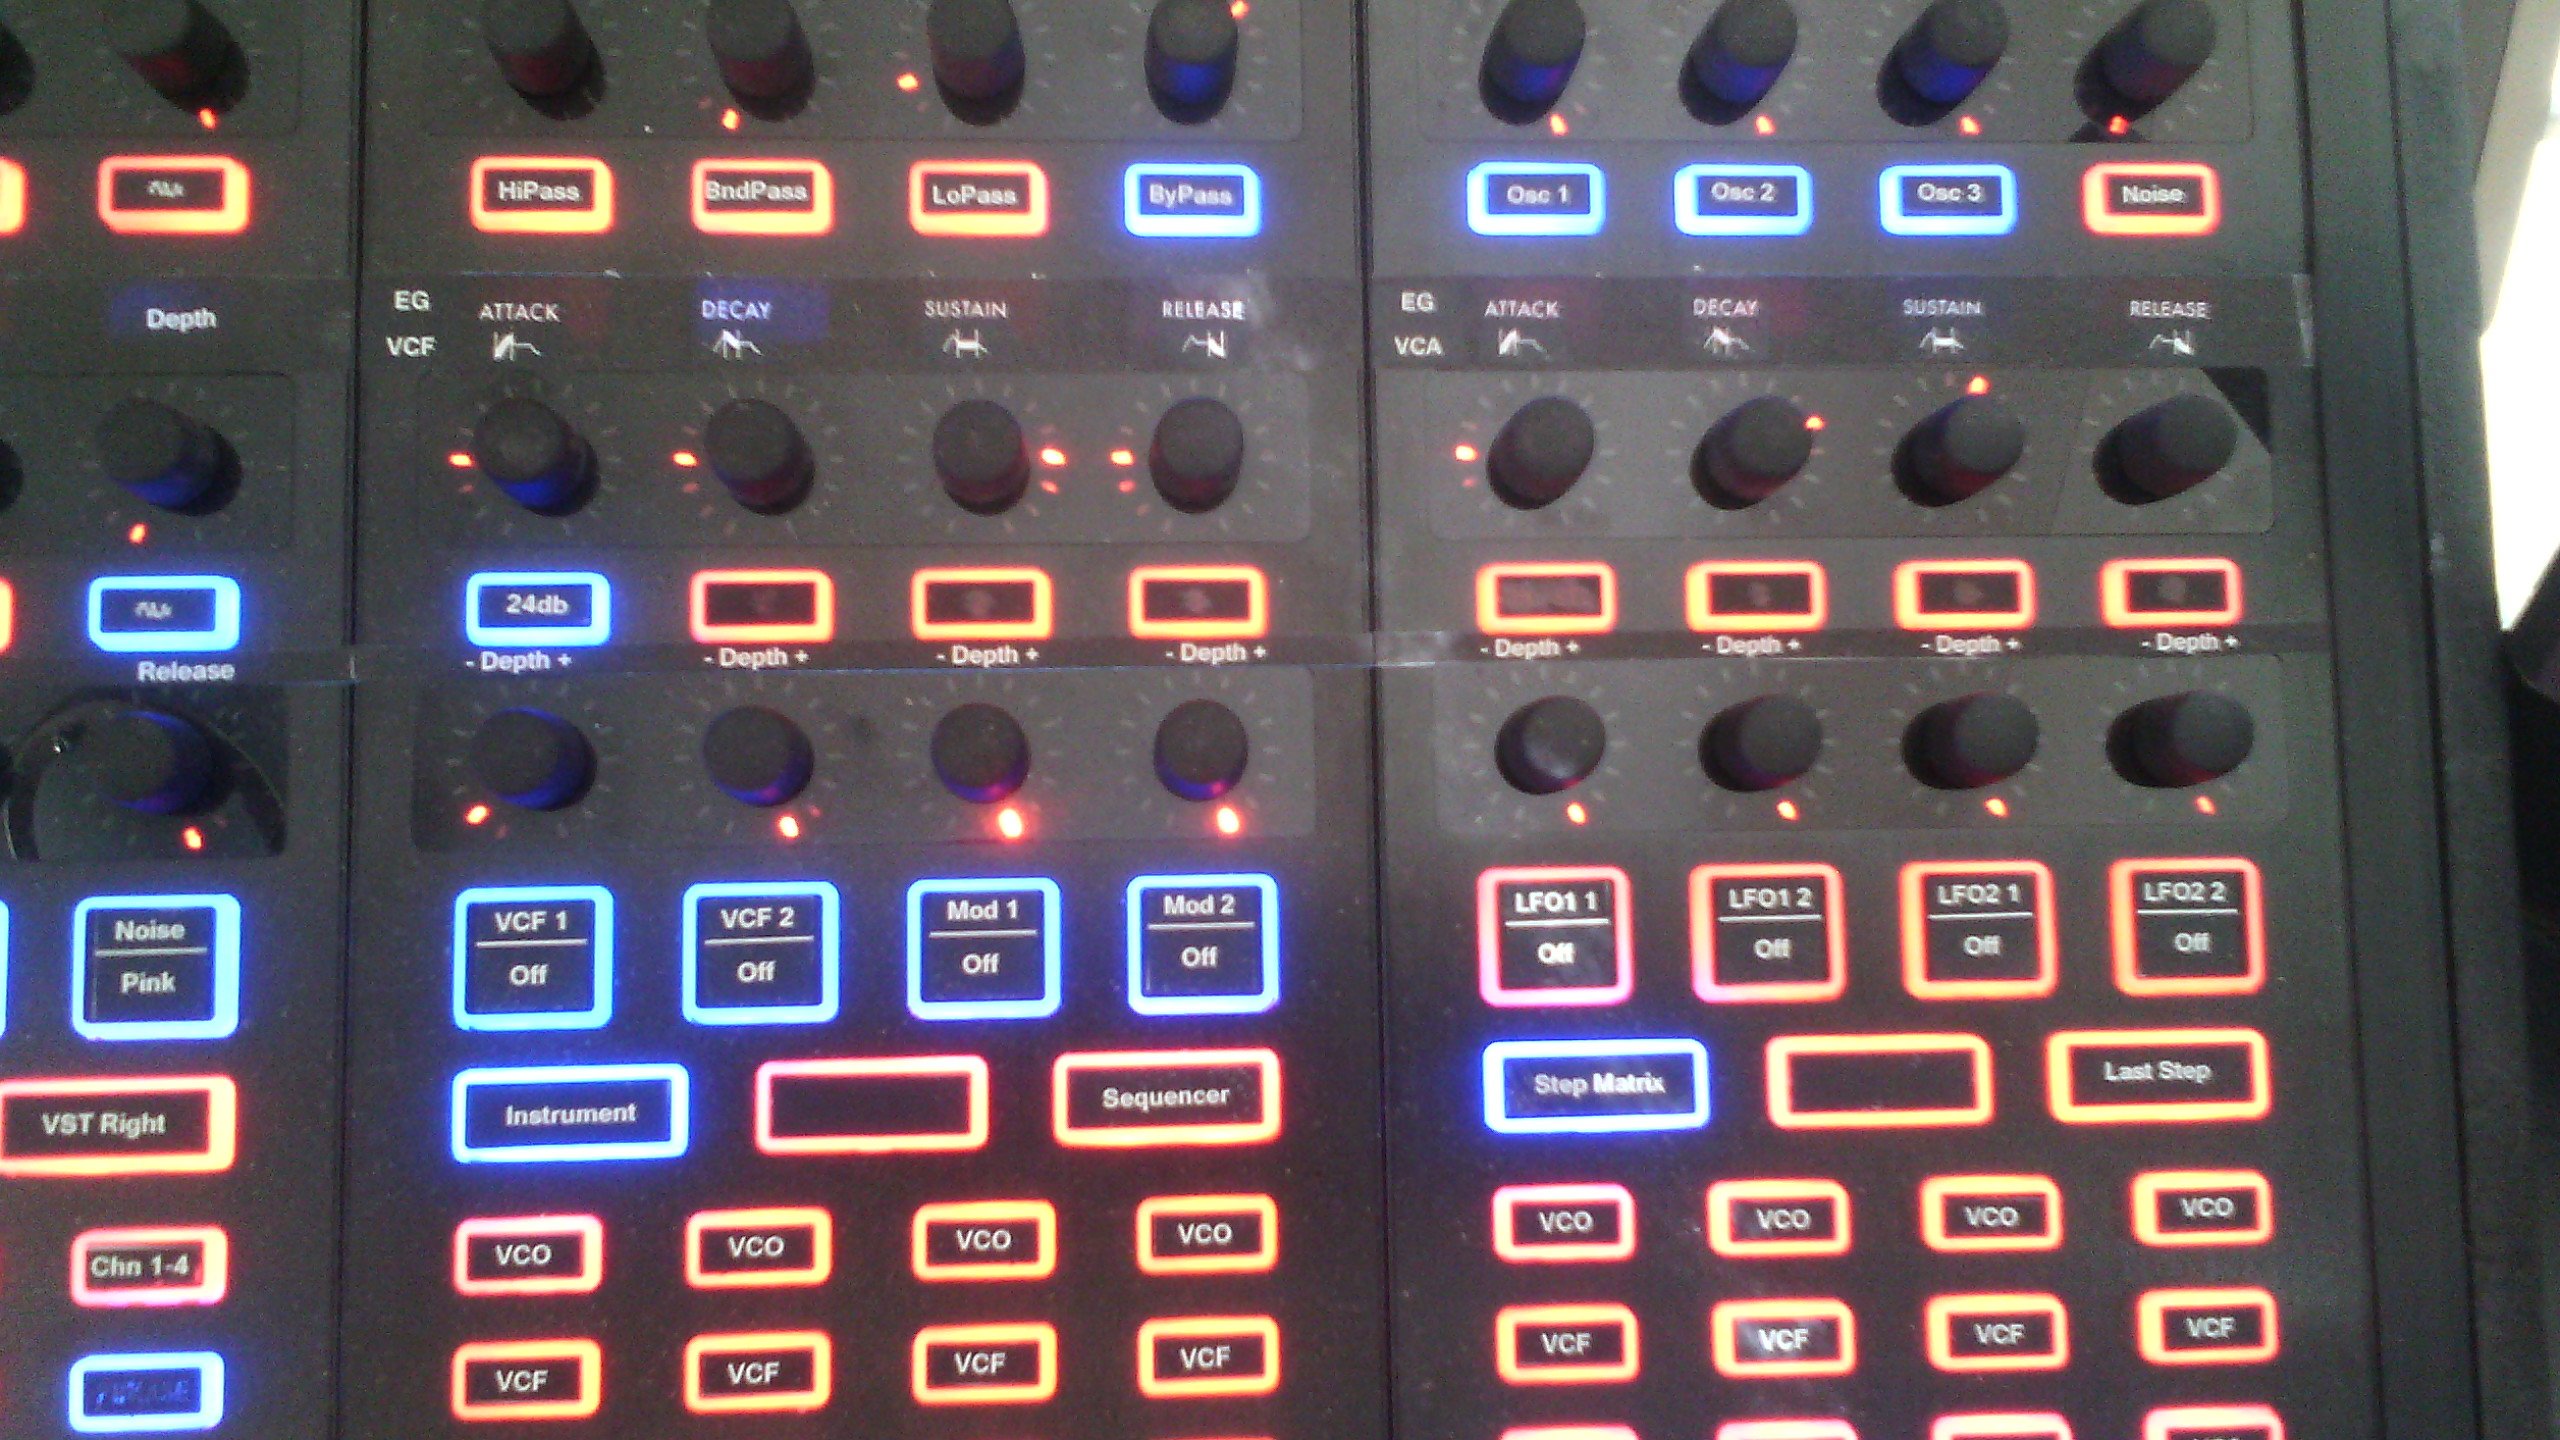 HiPass BndPass LoPass ByPass Osc 1 Osc 2 Osc 3 Noise
Depth
EG ATTACK DECAY SUSTAIN RELEASE EG ATTACK DECAY SUSTAIN RELEASE
VCF VCA
24db
Release
- Depth + - Depth + - Depth + - Depth + - Depth + - Depth + - Depth + - Depth +
Noise VCF 1 VCF 2 Mod 1 Mod 2 LFO1 1 LFO1 2 LFO2 1 LFO2 2
Pink Off Off Off Off Off Off Off Off
VST Right Instrument Sequencer Step Matrix Last Step
Chn 1-4 VCO VCO VCO VCO VCO VCO VCO VCO
VCF VCF VCF VCF VCF VCF VCF VCF